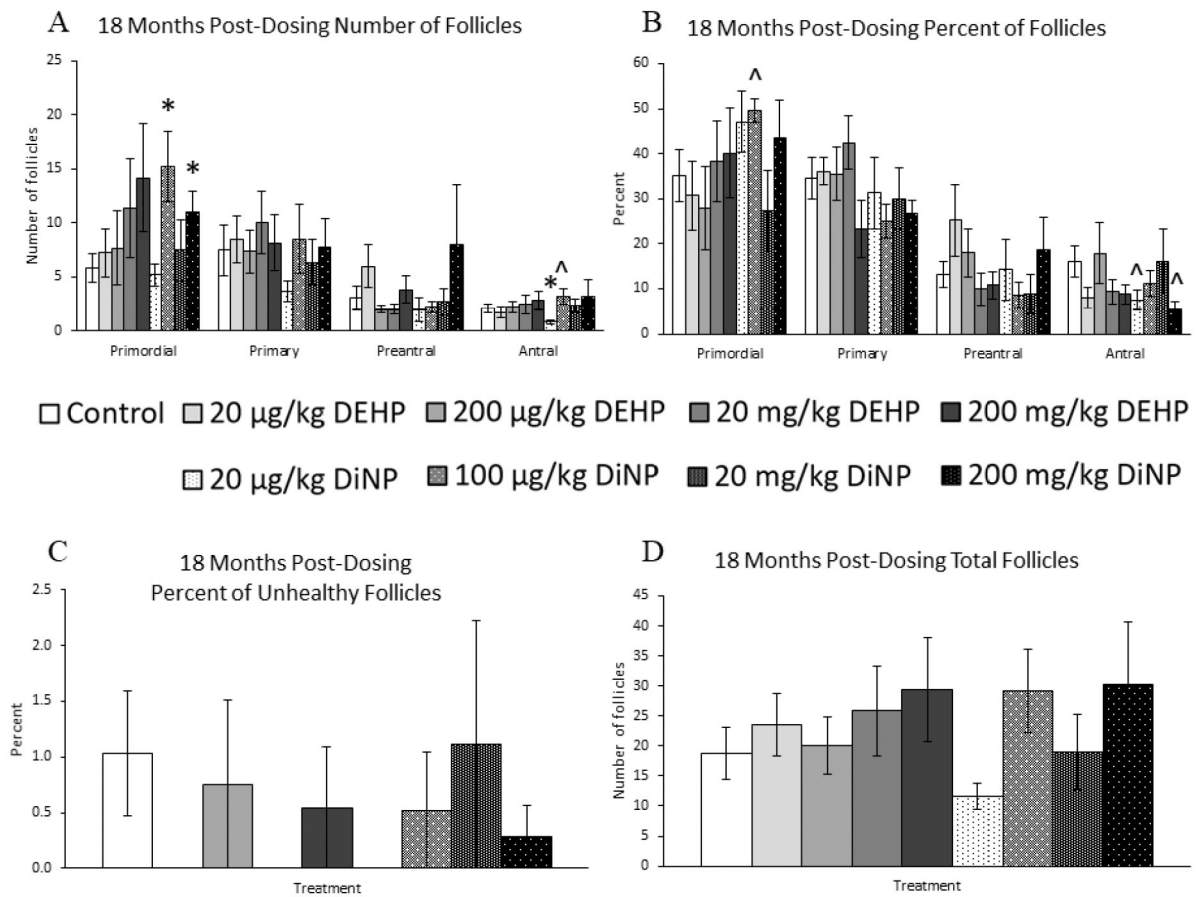 A
18 Months Post-Dosing Number of Follicles
25
20
15
10
5
0
Number of follicles
*
*
*
^
Primordial
Primary
Preantral
Antral
B
18 Months Post-Dosing Percent of Follicles
60
50
40
30
20
10
0
Percent
^
^
^
Primordial
Primary
Preantral
Antral
Control
20 µg/kg DEHP
200 µg/kg DEHP
20 mg/kg DEHP
200 mg/kg DEHP
20 µg/kg DiNP
100 µg/kg DiNP
20 mg/kg DiNP
200 mg/kg DiNP
C
18 Months Post-Dosing
Percent of Unhealthy Follicles
2.5
2.0
1.5
1.0
0.5
0.0
Percent
Treatment
D
18 Months Post-Dosing Total Follicles
45
40
35
30
25
20
15
10
5
0
Number of follicles
Treatment